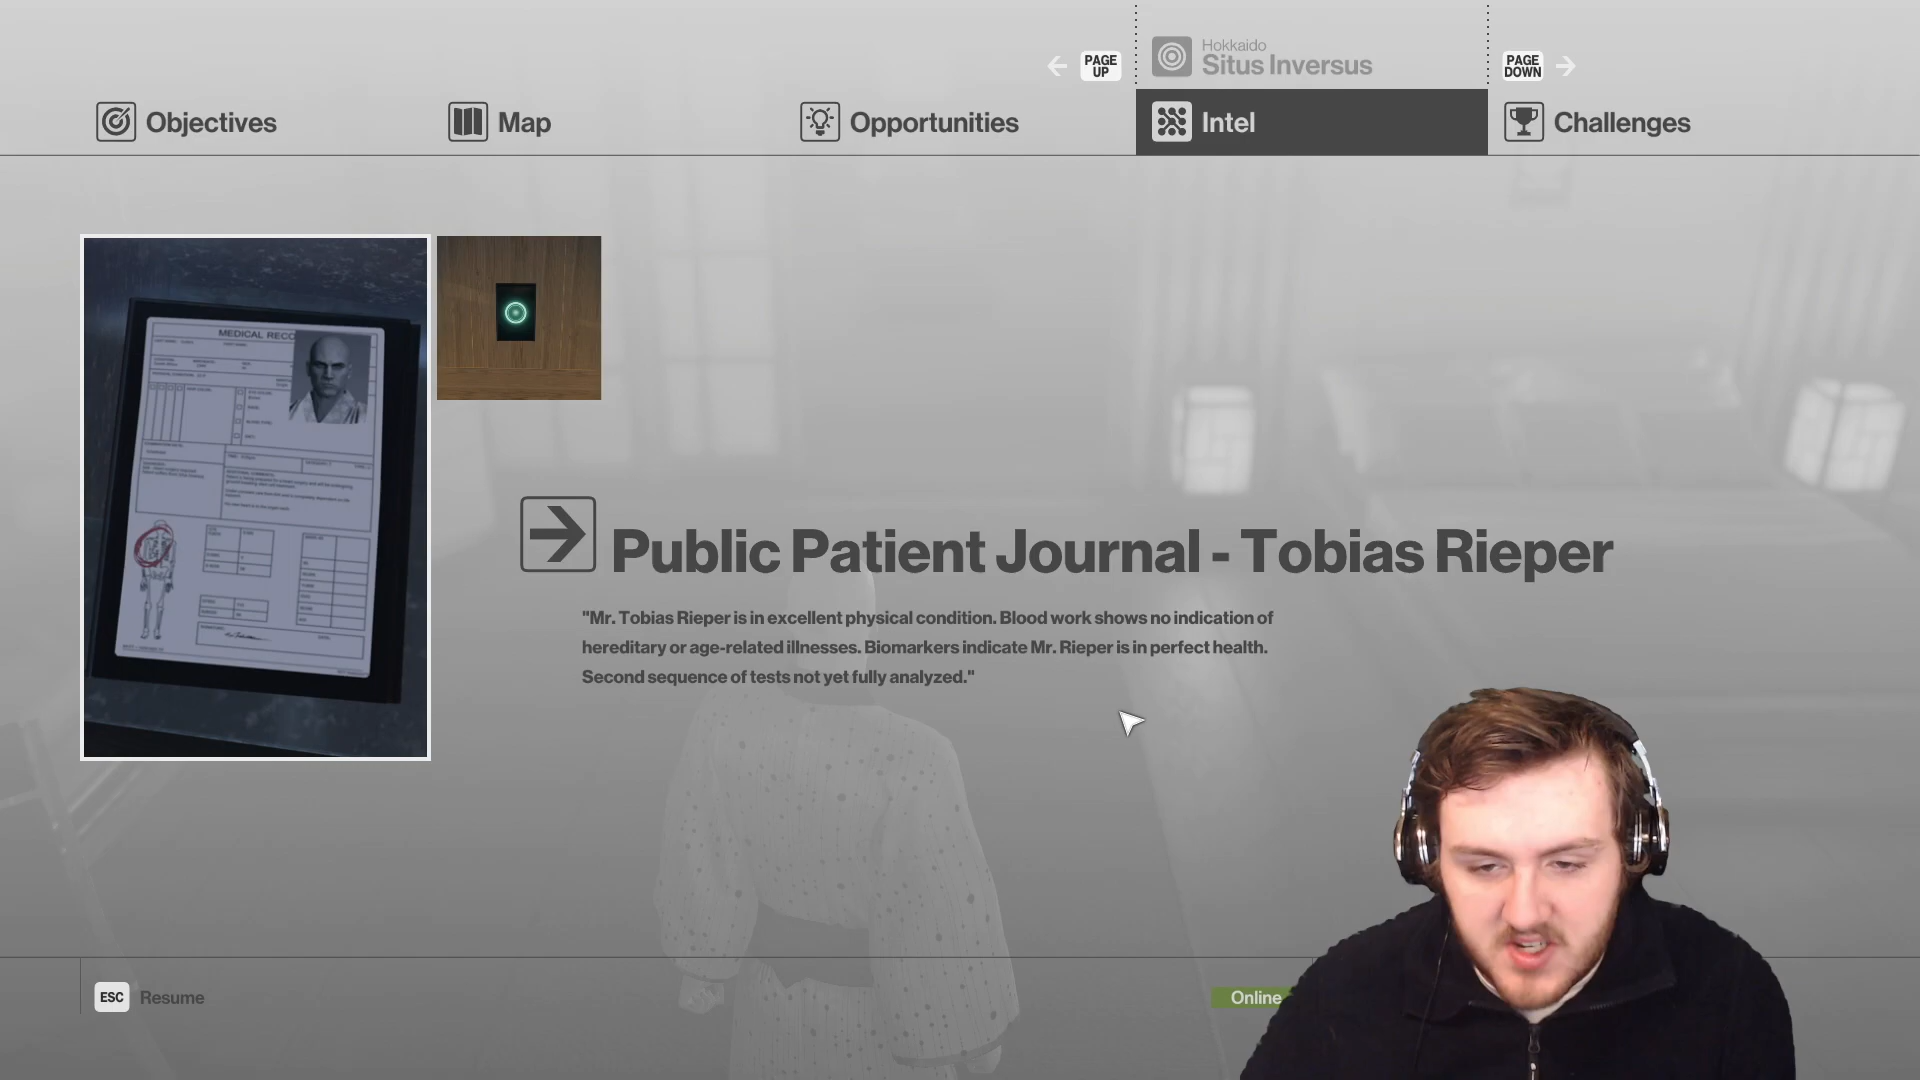 Hokkaido
Situs Inversus
PAGE UP
PAGE DOWN
Objectives
Map
Opportunities
Intel
Challenges
MEDICAL RECO
Public Patient Journal - Tobias Rieper
"Mr. Tobias Rieper is in excellent physical condition. Blood work shows no indication of
hereditary or age-related illnesses. Biomarkers indicate Mr. Rieper is in perfect health.
Second sequence of tests not yet fully analyzed."
ESC Resume
Online